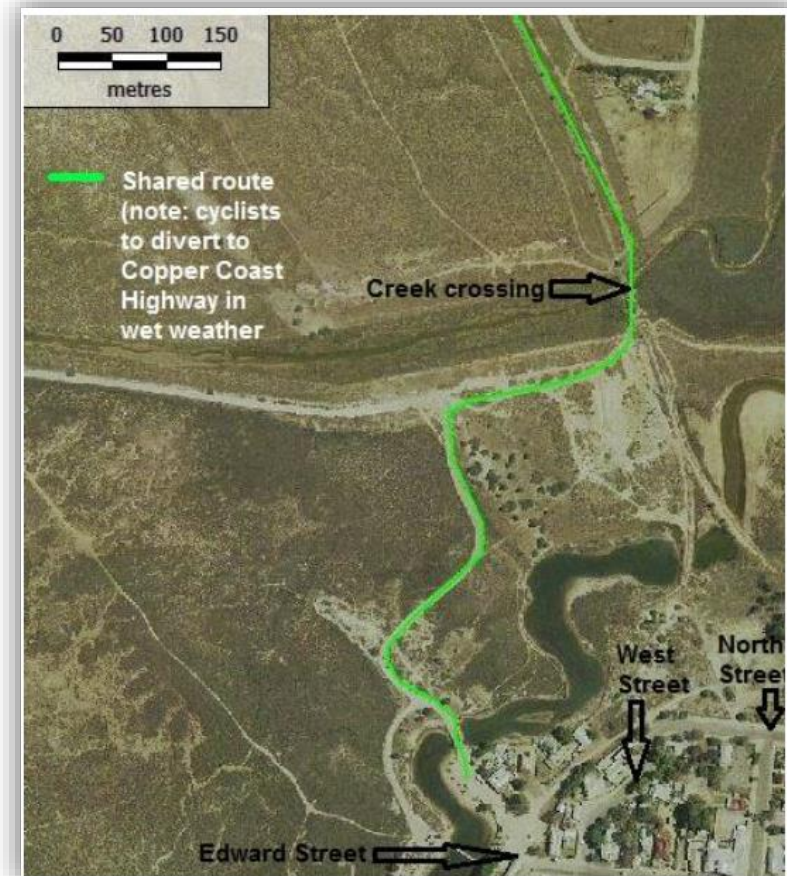 0 50 100 150
metres
Shared route
(note: cyclists
to divert to
Copper Coast
Highway in
wet weather
Creek crossing
West
Street
North
Street
Edward Street